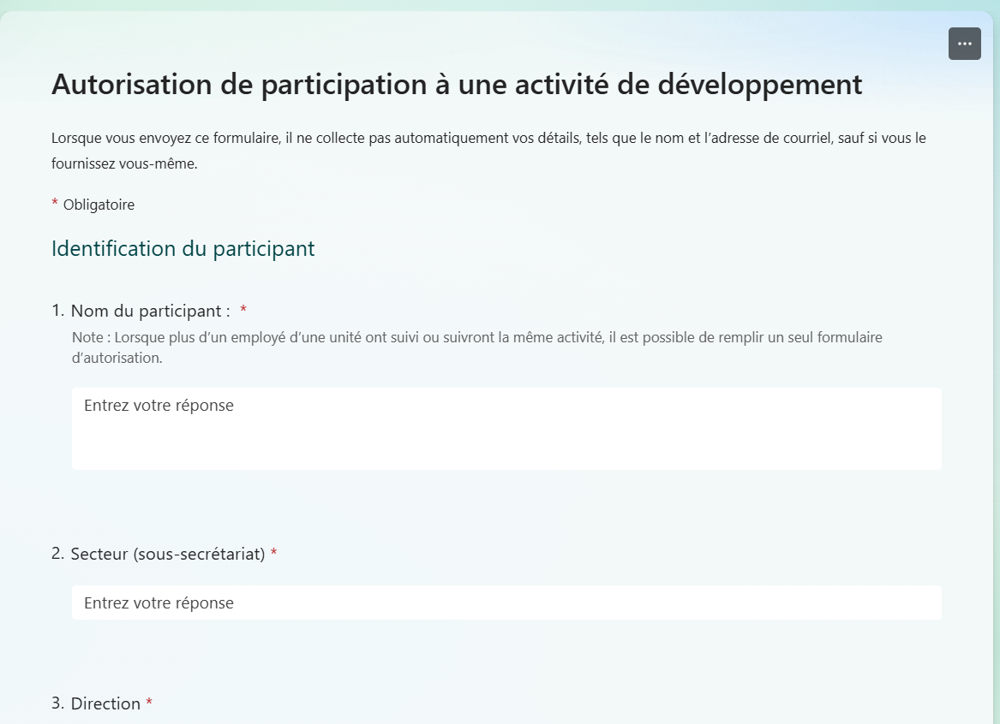 Autorisation de participation à une activité de développement
Lorsque vous envoyez ce formulaire, il ne collecte pas automatiquement vos détails, tels que le nom et l’adresse de courriel, sauf si vous le
fournissez vous-même.
* Obligatoire
Identification du participant
1. Nom du participant : *
Note : Lorsque plus d’un employé d’une unité ont suivi ou suivront la même activité, il est possible de remplir un seul formulaire
d’autorisation.
Entrez votre réponse
2. Secteur (sous-secrétariat) *
Entrez votre réponse
3. Direction *